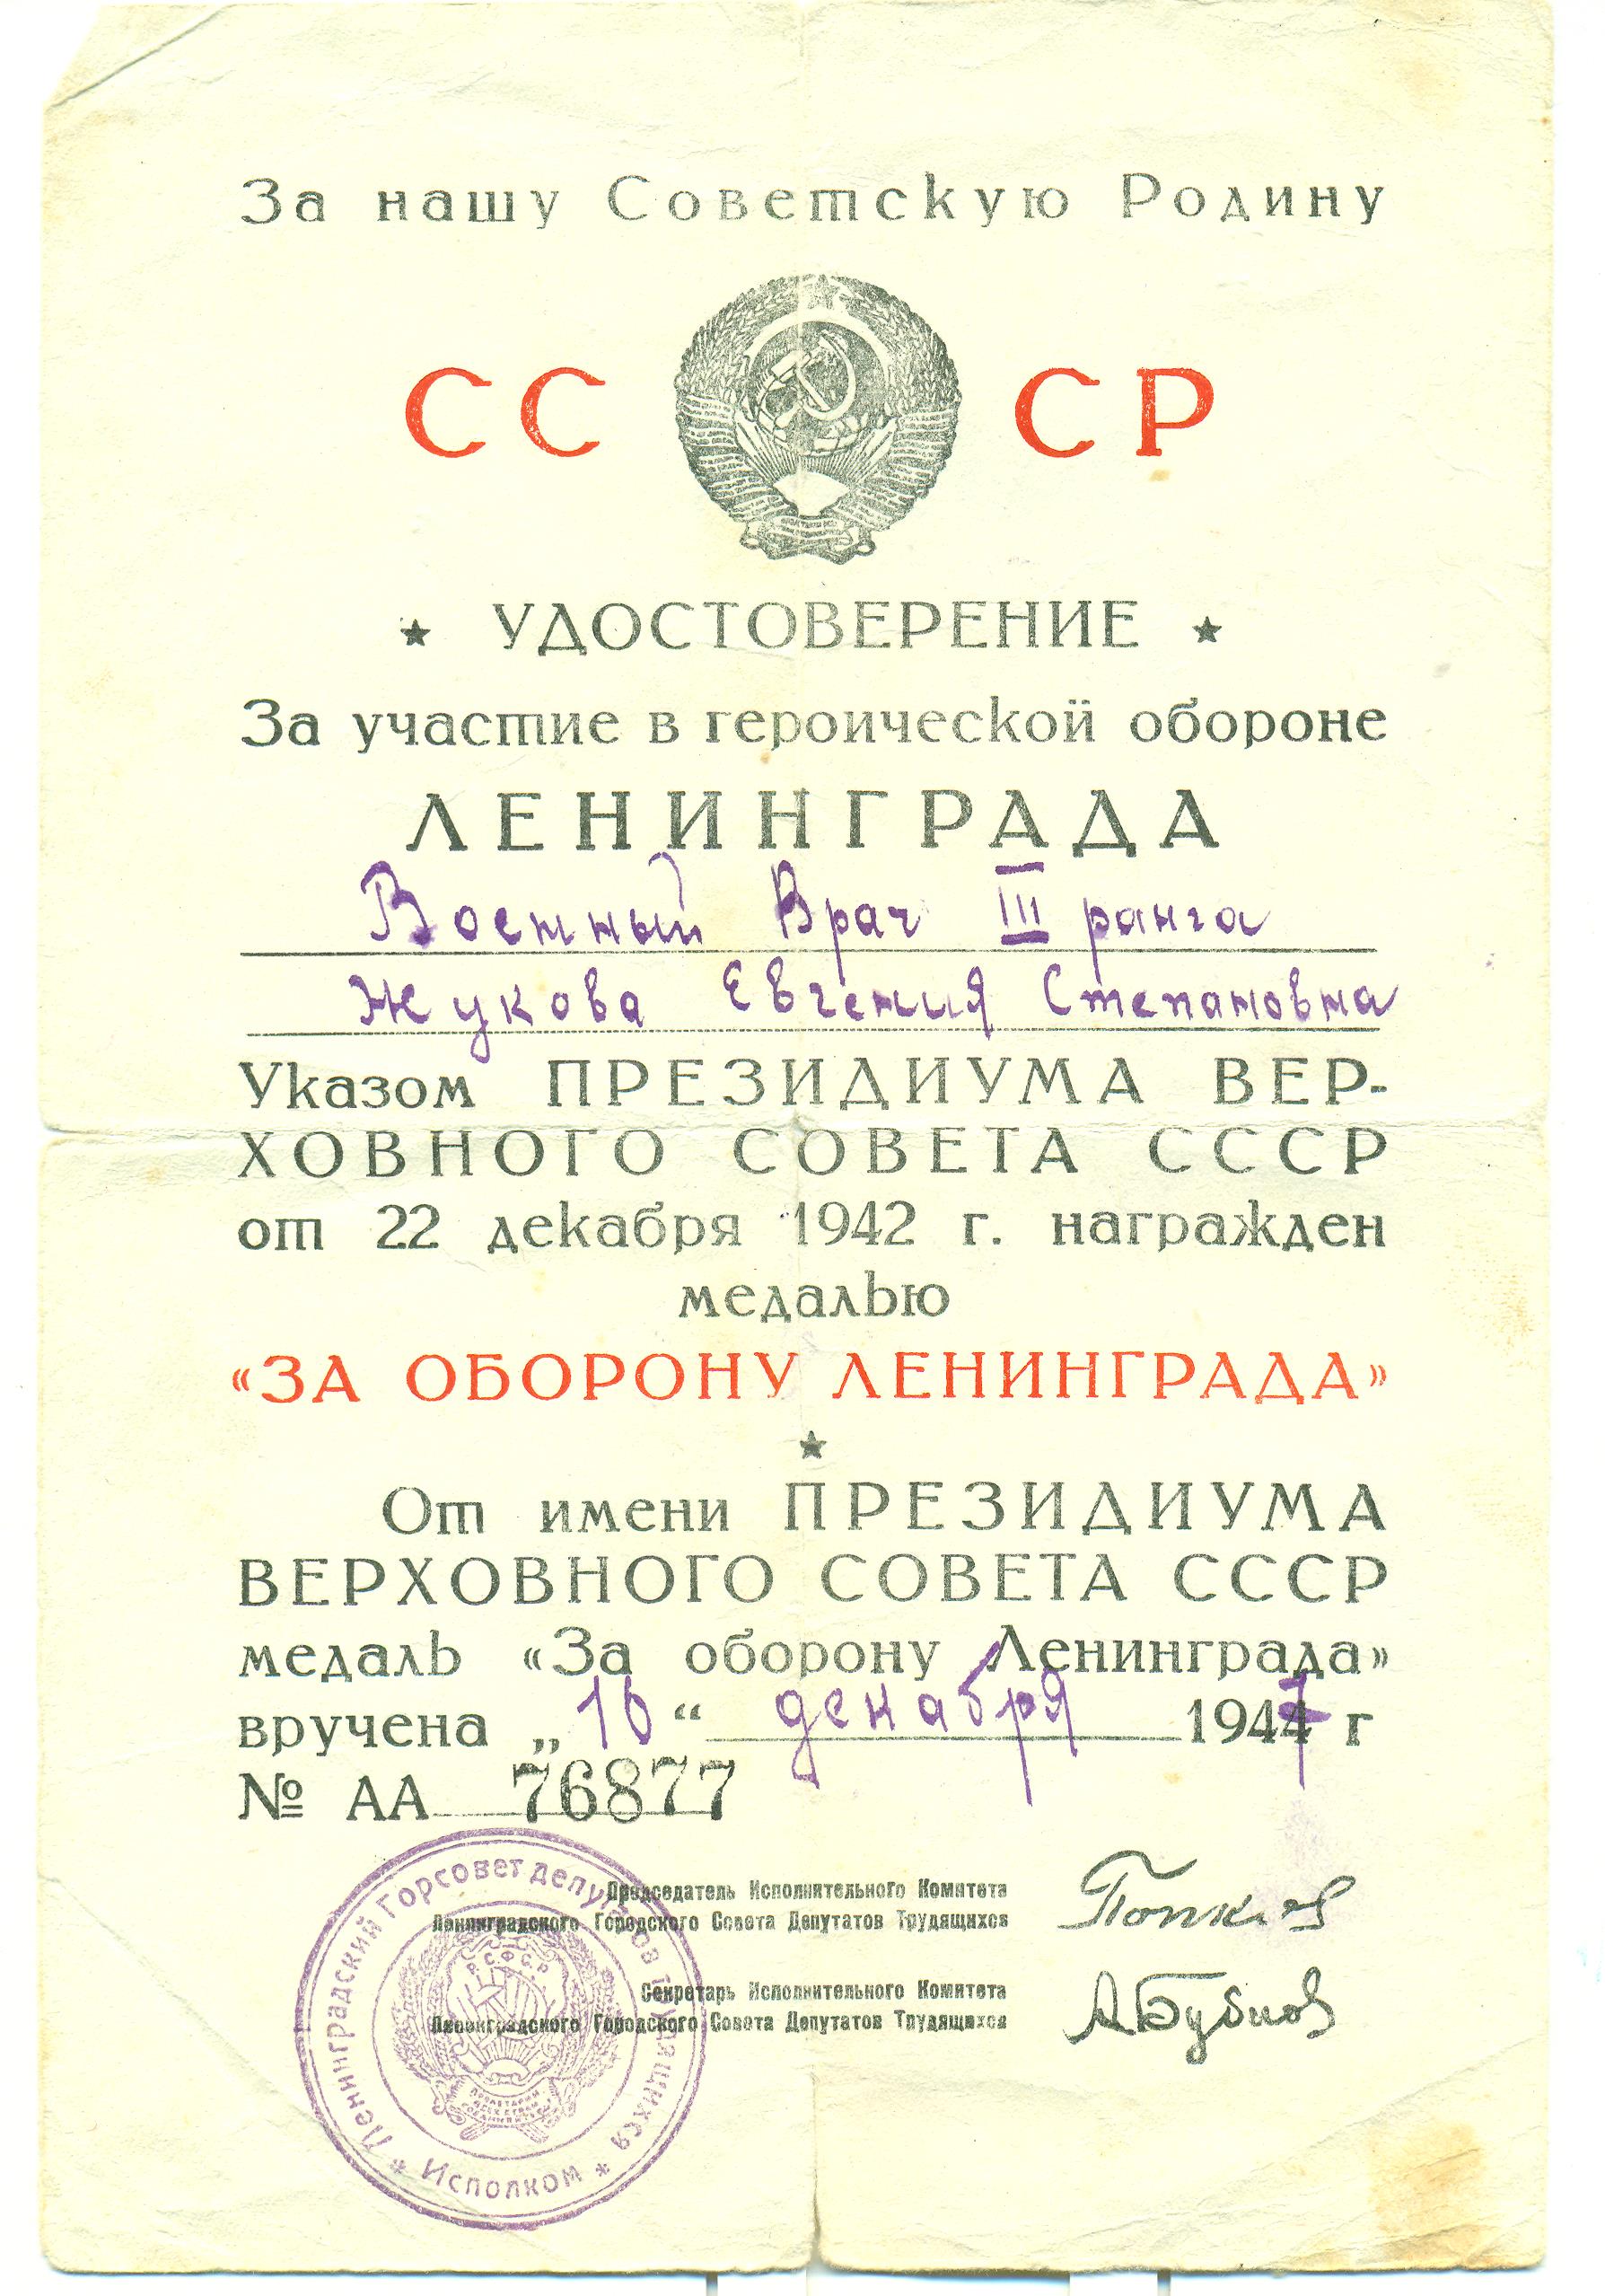 За нашу Советскую Родину
СС СР
★ УДОСТОВЕРЕНИЕ ★
За участие в героической обороне
ЛЕНИНГРАДА
Военный Врач III ранга
Жукова Евгения Степановна
Указом ПРЕЗИДИУМА ВЕР-
ХОВНОГО СОВЕТА СССР
от 22 декабря 1942 г. награжден
медалью
«ЗА ОБОРОНУ ЛЕНИНГРАДА»
★
От имени ПРЕЗИДИУМА
ВЕРХОВНОГО СОВЕТА СССР
медаль «За оборону Ленинграда»
вручена „16“ декабря 1947 г
№ АА 76877
Председатель Исполнительного Комитета
Ленинградского Городского Совета Депутатов Трудящихся
Попков
Секретарь Исполнительного Комитета
Ленинградского Городского Совета Депутатов Трудящихся
А Бубнов
Ленинградский Горсовет депутатов трудящихся
* Исполком *
РСФСР